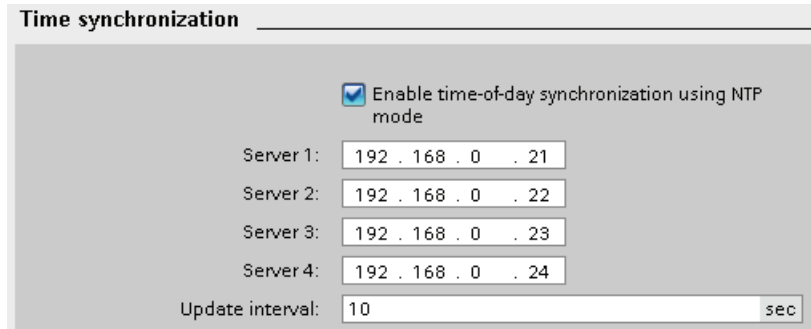 Time synchronization
Enable time-of-day synchronization using NTP
mode
Server 1: 192 . 168 . 0 . 21
Server 2: 192 . 168 . 0 . 22
Server 3: 192 . 168 . 0 . 23
Server 4: 192 . 168 . 0 . 24
Update interval: 10 sec